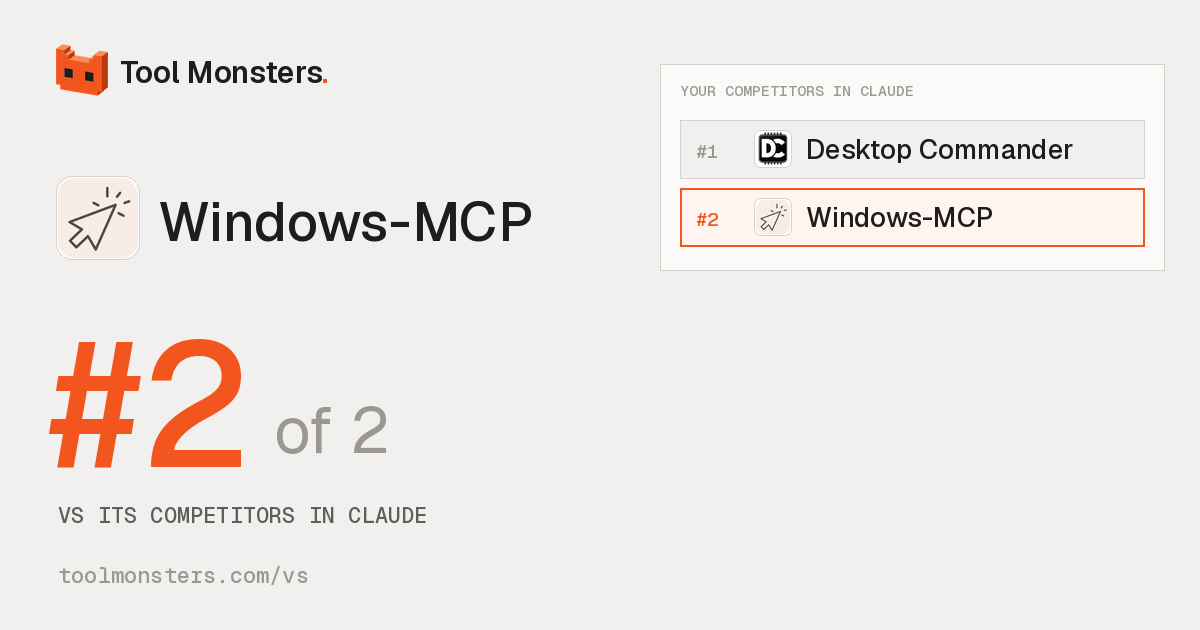 Tool Monsters.
Windows-MCP
#2 of 2
VS ITS COMPETITORS IN CLAUDE
toolmonsters.com/vs
YOUR COMPETITORS IN CLAUDE
#1 DC Desktop Commander
#2 Windows-MCP